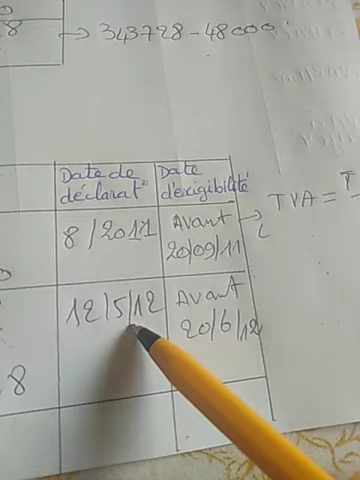 8
→ 343728 - 48000
Date de déclarat° Date d'exigibilité
8/2011 Avant 20/09/11
→ TVA = T
12/5/12 Avant 20/6/12
8